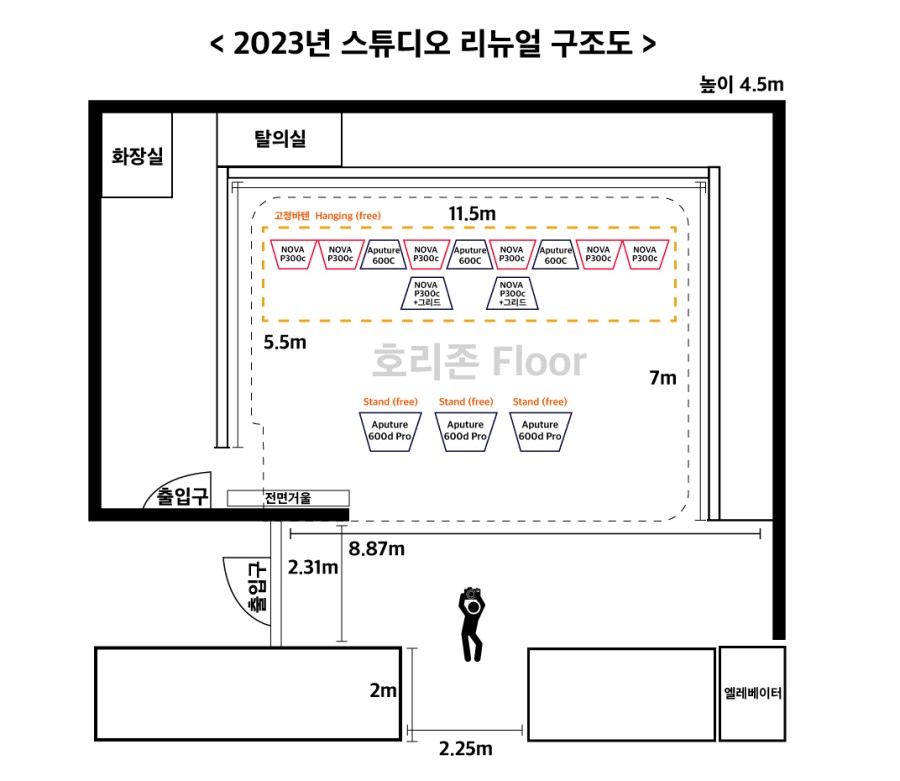 < 2023년 스튜디오 리뉴얼 구조도 >
높이 4.5m
화장실
탈의실
11.5m
고정바텐 Hanging (free)
NOVA
P300c
NOVA
P300c
Aputure
600C
NOVA
P300c
Aputure
600C
NOVA
P300c
Aputure
600C
NOVA
P300c
NOVA
P300c
NOVA
P300c
+그리드
NOVA
P300c
+그리드
5.5m
호리존 Floor
7m
Stand (free)
Stand (free)
Stand (free)
Aputure
600d Pro
Aputure
600d Pro
Aputure
600d Pro
출입구
전면거울
8.87m
2.31m
출입구
2m
엘레베이터
2.25m